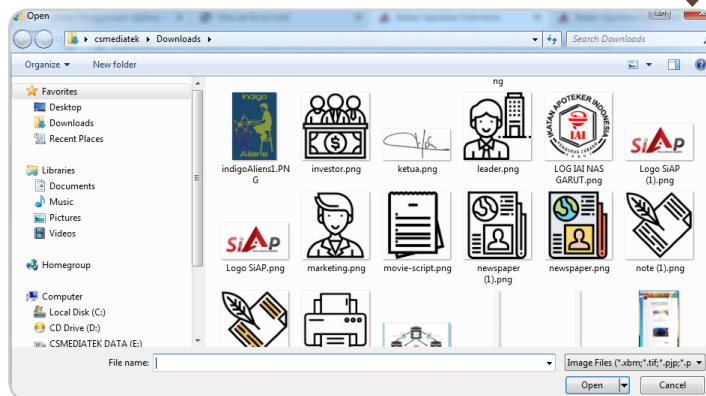 Open
csmediatek
Downloads
Search Downloads
Organize
New folder
Favorites
Desktop
Downloads
Recent Places
Libraries
Documents
Music
Pictures
Videos
Homegroup
Computer
Local Disk (C:)
CD Drive (D:)
CSMEDIATEK DATA (E:)
ng
Indigo
Aliens
indigoAliens1.PN
G
investor.png
ketua.png
leader.png
IKATAN APOTEKER INDONESIA
IAI
LOG IAI NAS
GARUT.png
SiAP
Logo SiAP
(1).png
SiAP
Logo SiAP.png
marketing.png
movie-script.png
NEWS
newspaper
(1).png
NEWS
newspaper.png
note (1).png
File name:
Image Files (*.xbm;*.tif;*.pjp;*.p
Open
Cancel